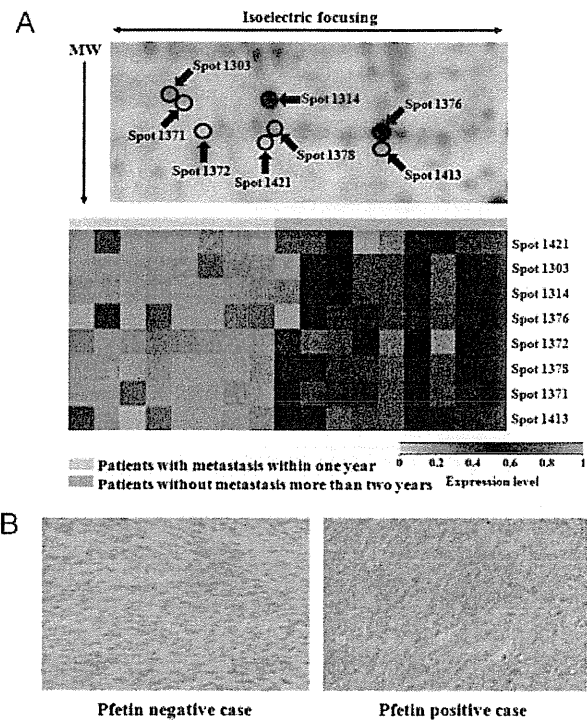 A
Isoelectric focusing
MW
Spot 1303
Spot 1314
Spot 1376
Spot 1371
Spot 1372
Spot 1378
Spot 1421
Spot 1413
Spot 1421
Spot 1303
Spot 1314
Spot 1376
Spot 1372
Spot 1378
Spot 1371
Spot 1413
Patients with metastasis within one year
Patients without metastasis more than two years
0 0.2 0.4 0.6 0.8 1
Expression level
B
Pfetin negative case
Pfetin positive case